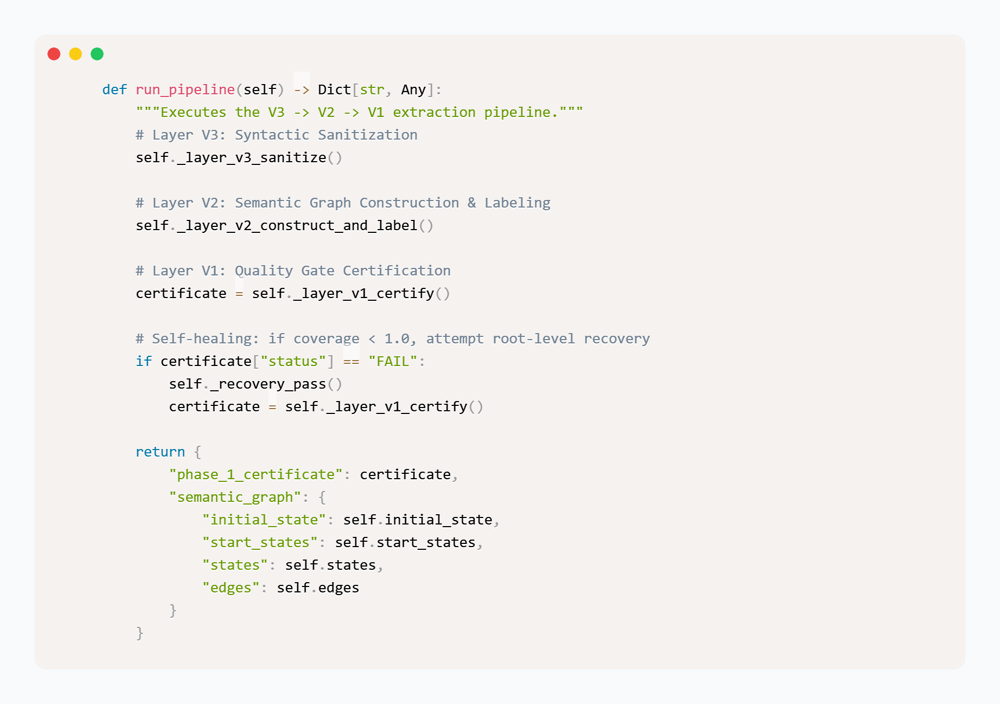 def run_pipeline(self) -> Dict[str, Any]:
    """Executes the V3 -> V2 -> V1 extraction pipeline."""
    # Layer V3: Syntactic Sanitization
    self._layer_v3_sanitize()

    # Layer V2: Semantic Graph Construction & Labeling
    self._layer_v2_construct_and_label()

    # Layer V1: Quality Gate Certification
    certificate = self._layer_v1_certify()

    # Self-healing: if coverage < 1.0, attempt root-level recovery
    if certificate["status"] == "FAIL":
        self._recovery_pass()
        certificate = self._layer_v1_certify()

    return {
        "phase_1_certificate": certificate,
        "semantic_graph": {
            "initial_state": self.initial_state,
            "start_states": self.start_states,
            "states": self.states,
            "edges": self.edges
        }
    }